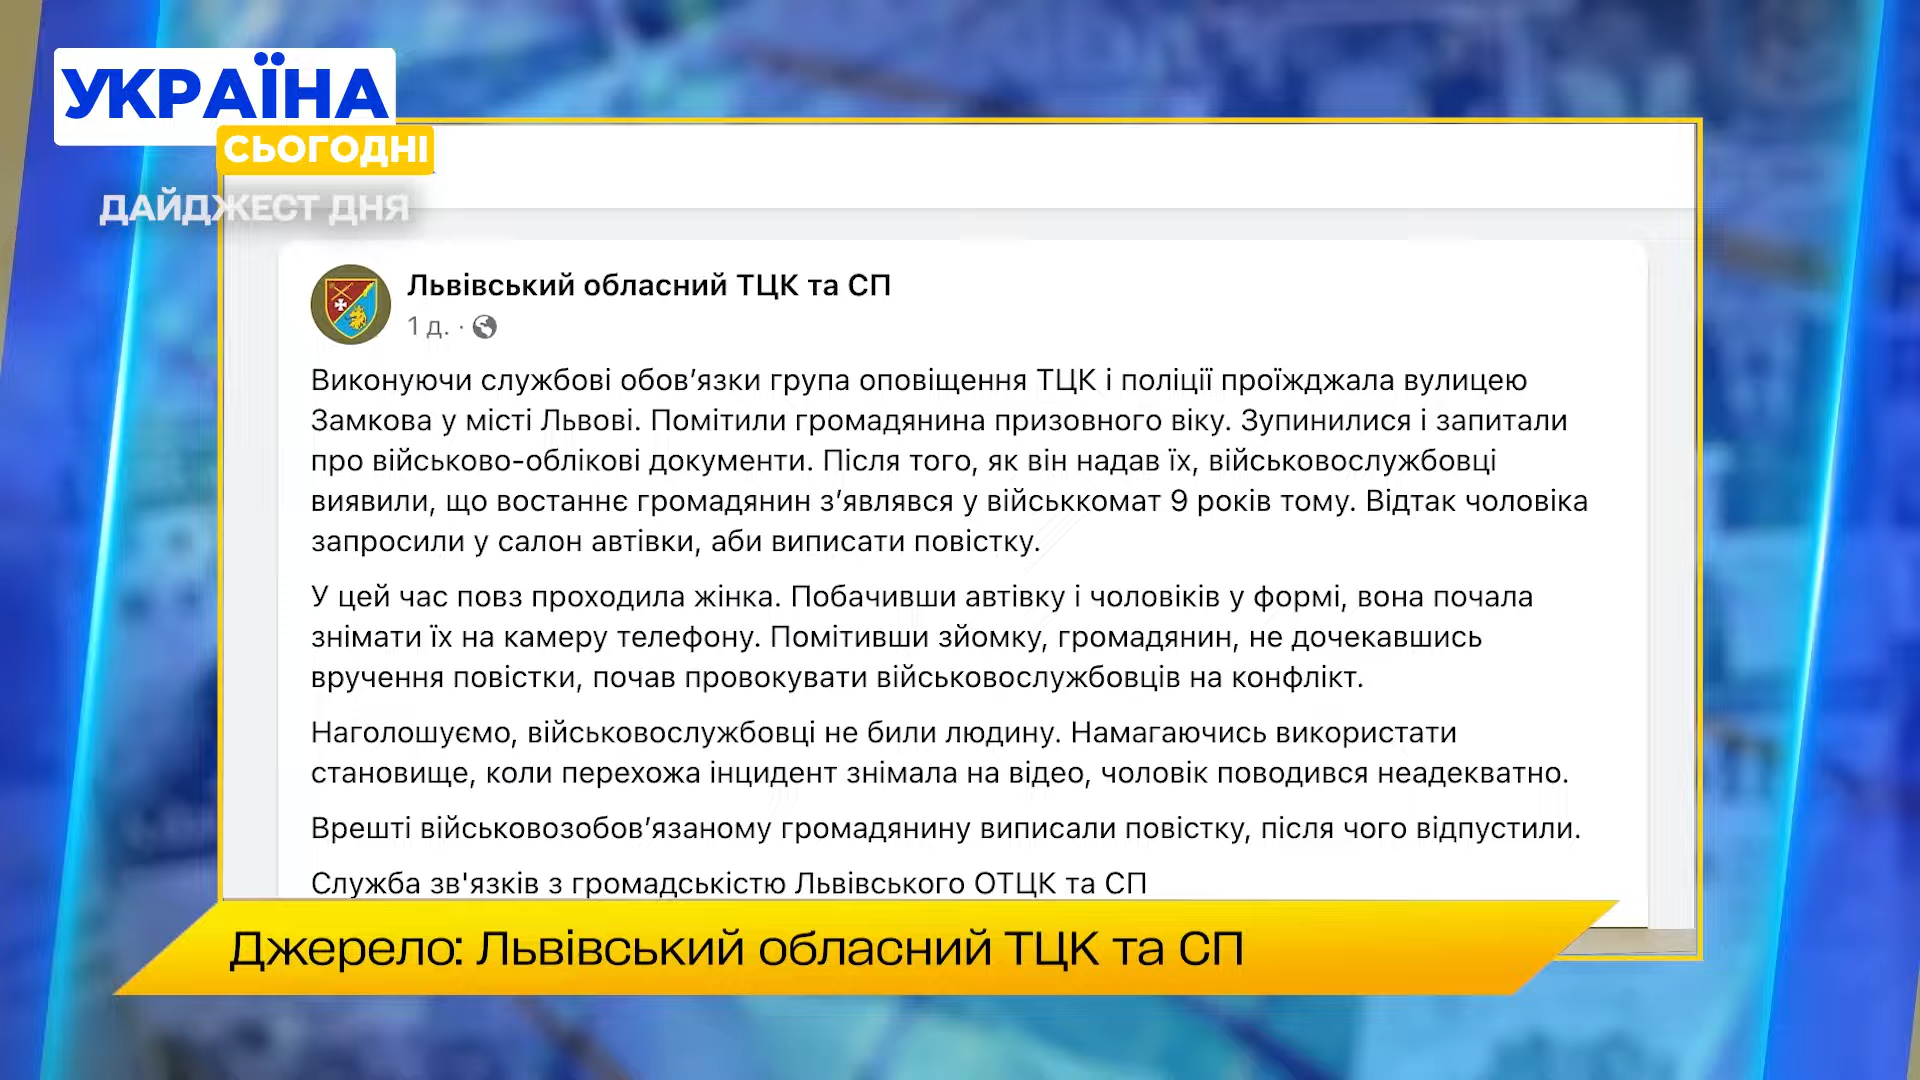 УКРАЇНА
СЬОГОДНІ
ДАЙДЖЕСТ ДНЯ
Львівський обласний ТЦК та СП
1 д. ·
Виконуючи службові обов’язки група оповіщення ТЦК і поліції проїжджала вулицею
Замкова у місті Львові. Помітили громадянина призовного віку. Зупинилися і запитали
про військово-облікові документи. Після того, як він надав їх, військовослужбовці
виявили, що востаннє громадянин з’являвся у військкомат 9 років тому. Відтак чоловіка
запросили у салон автівки, аби виписати повістку.
У цей час повз проходила жінка. Побачивши автівку і чоловіків у формі, вона почала
знімати їх на камеру телефону. Помітивши зйомку, громадянин, не дочекавшись
вручення повістки, почав провокувати військовослужбовців на конфлікт.
Наголошуємо, військовослужбовці не били людину. Намагаючись використати
становище, коли перехожа інцидент знімала на відео, чоловік поводився неадекватно.
Врешті військовозобов’язаному громадянину виписали повістку, після чого відпустили.
Служба зв'язків з громадськістю Львівського ОТЦК та СП
Джерело: Львівський обласний ТЦК та СП